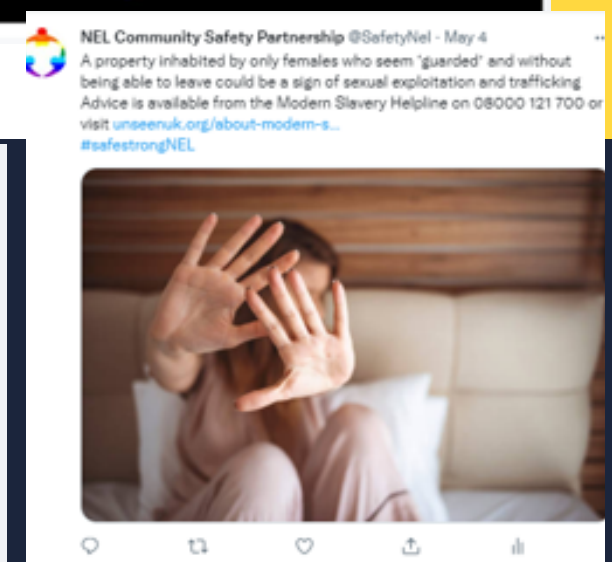 NEL Community Safety Partnership @SafetyNel · May 4
A property inhabited by only females who seem 'guarded' and without
being able to leave could be a sign of sexual exploitation and trafficking
Advice is available from the Modern Slavery Helpline on 08000 121 700 or
visit unseenuk.org/about-modern-s...
#safestrongNEL